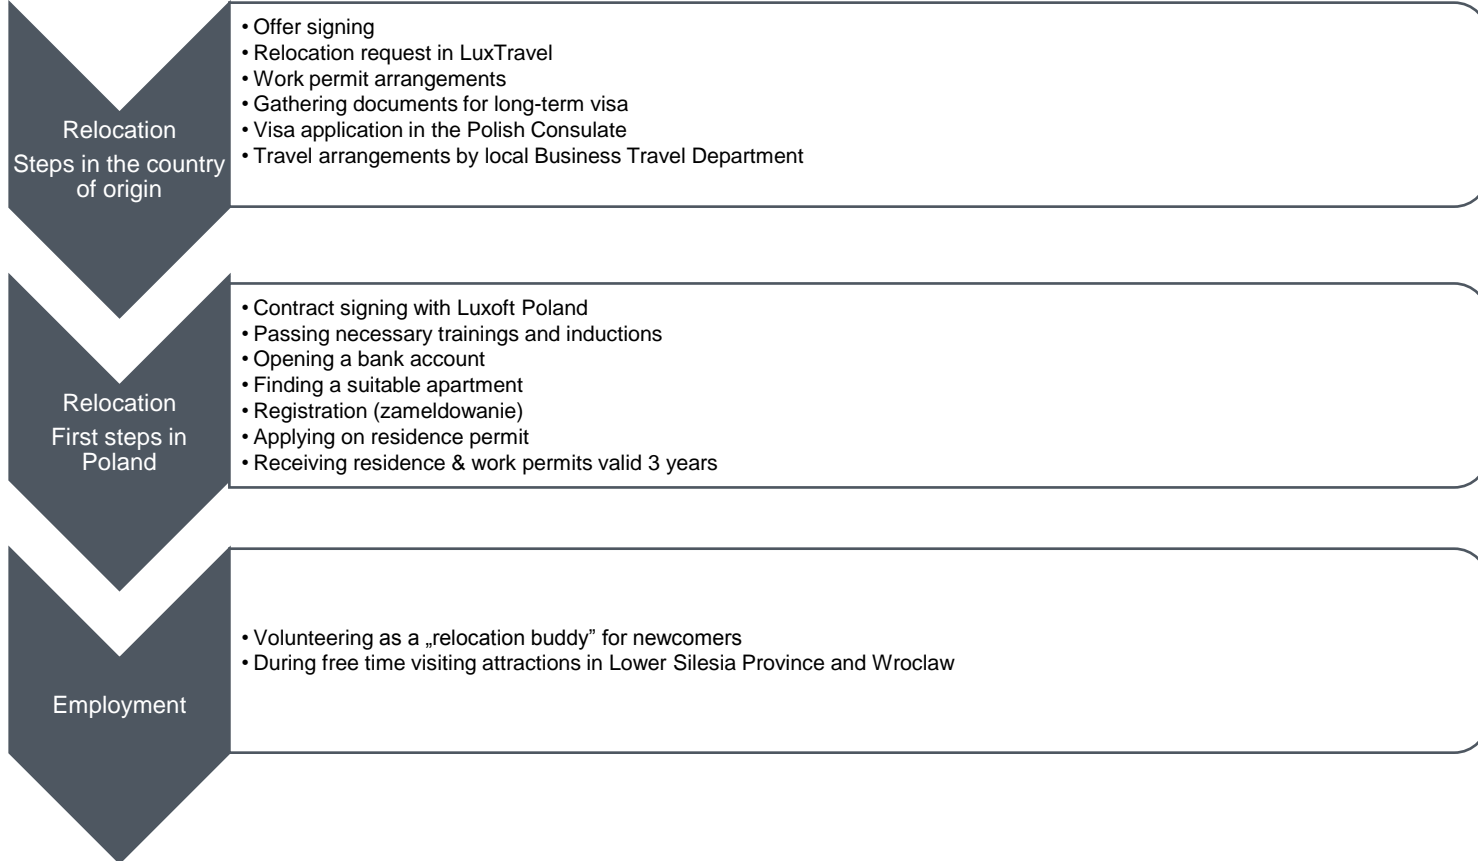 Relocation
Steps in the country
of origin
• Offer signing
• Relocation request in LuxTravel
• Work permit arrangements
• Gathering documents for long-term visa
• Visa application in the Polish Consulate
• Travel arrangements by local Business Travel Department
Relocation
First steps in
Poland
• Contract signing with Luxoft Poland
• Passing necessary trainings and inductions
• Opening a bank account
• Finding a suitable apartment
• Registration (zameldowanie)
• Applying on residence permit
• Receiving residence & work permits valid 3 years
Employment
• Volunteering as a „relocation buddy” for newcomers
• During free time visiting attractions in Lower Silesia Province and Wroclaw